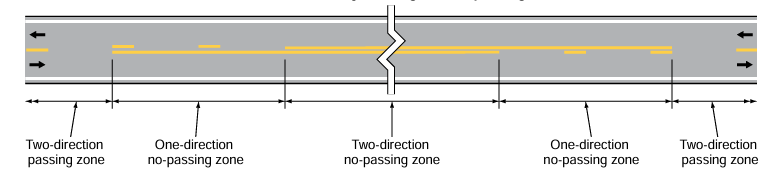 Two-direction
passing zone
One-direction
no-passing zone
Two-direction
no-passing zone
One-direction
no-passing zone
Two-direction
passing zone